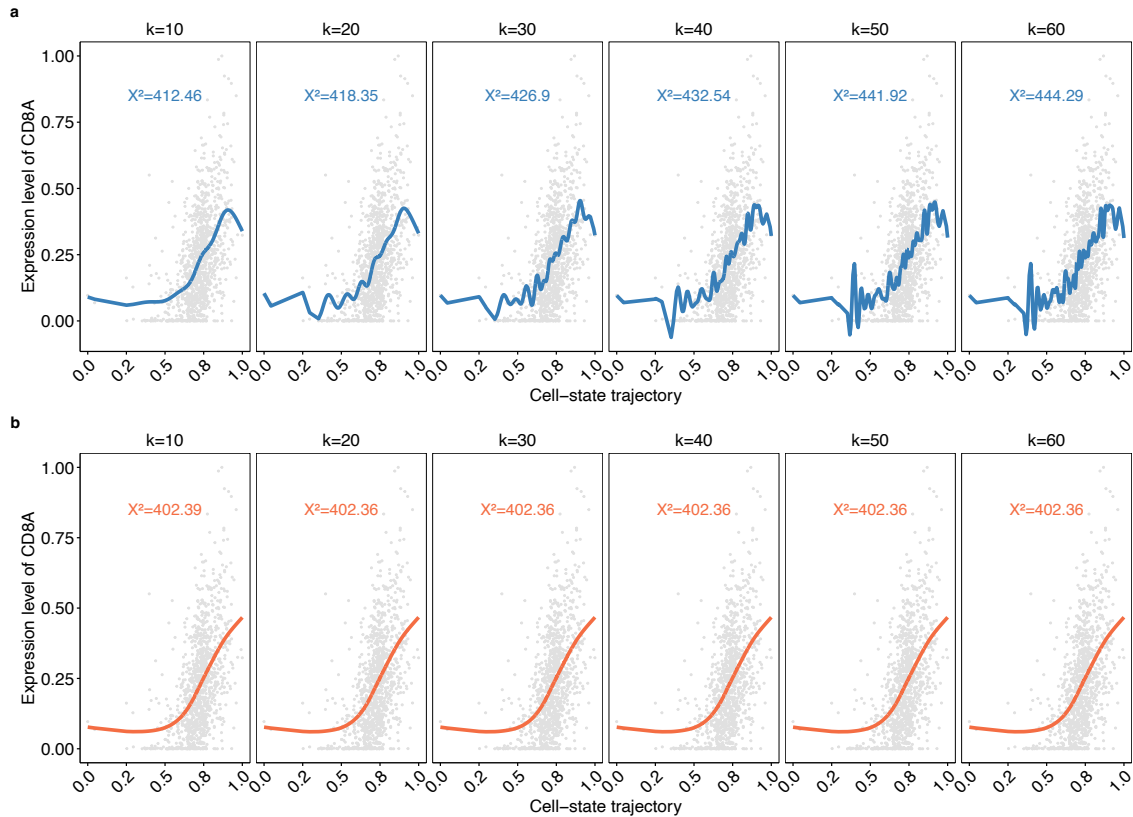 a
k=10 k=20 k=30 k=40 k=50 k=60
Expression level of CD8A
1.00
0.75
0.50
0.25
0.00
X²=412.46 X²=418.35 X²=426.9 X²=432.54 X²=441.92 X²=444.29
0.0 0.2 0.5 0.8 1.0 0.0 0.2 0.5 0.8 1.0 0.0 0.2 0.5 0.8 1.0 0.0 0.2 0.5 0.8 1.0 0.0 0.2 0.5 0.8 1.0 0.0 0.2 0.5 0.8 1.0
Cell−state trajectory
b
k=10 k=20 k=30 k=40 k=50 k=60
Expression level of CD8A
1.00
0.75
0.50
0.25
0.00
X²=402.39 X²=402.36 X²=402.36 X²=402.36 X²=402.36 X²=402.36
0.0 0.2 0.5 0.8 1.0 0.0 0.2 0.5 0.8 1.0 0.0 0.2 0.5 0.8 1.0 0.0 0.2 0.5 0.8 1.0 0.0 0.2 0.5 0.8 1.0 0.0 0.2 0.5 0.8 1.0
Cell−state trajectory